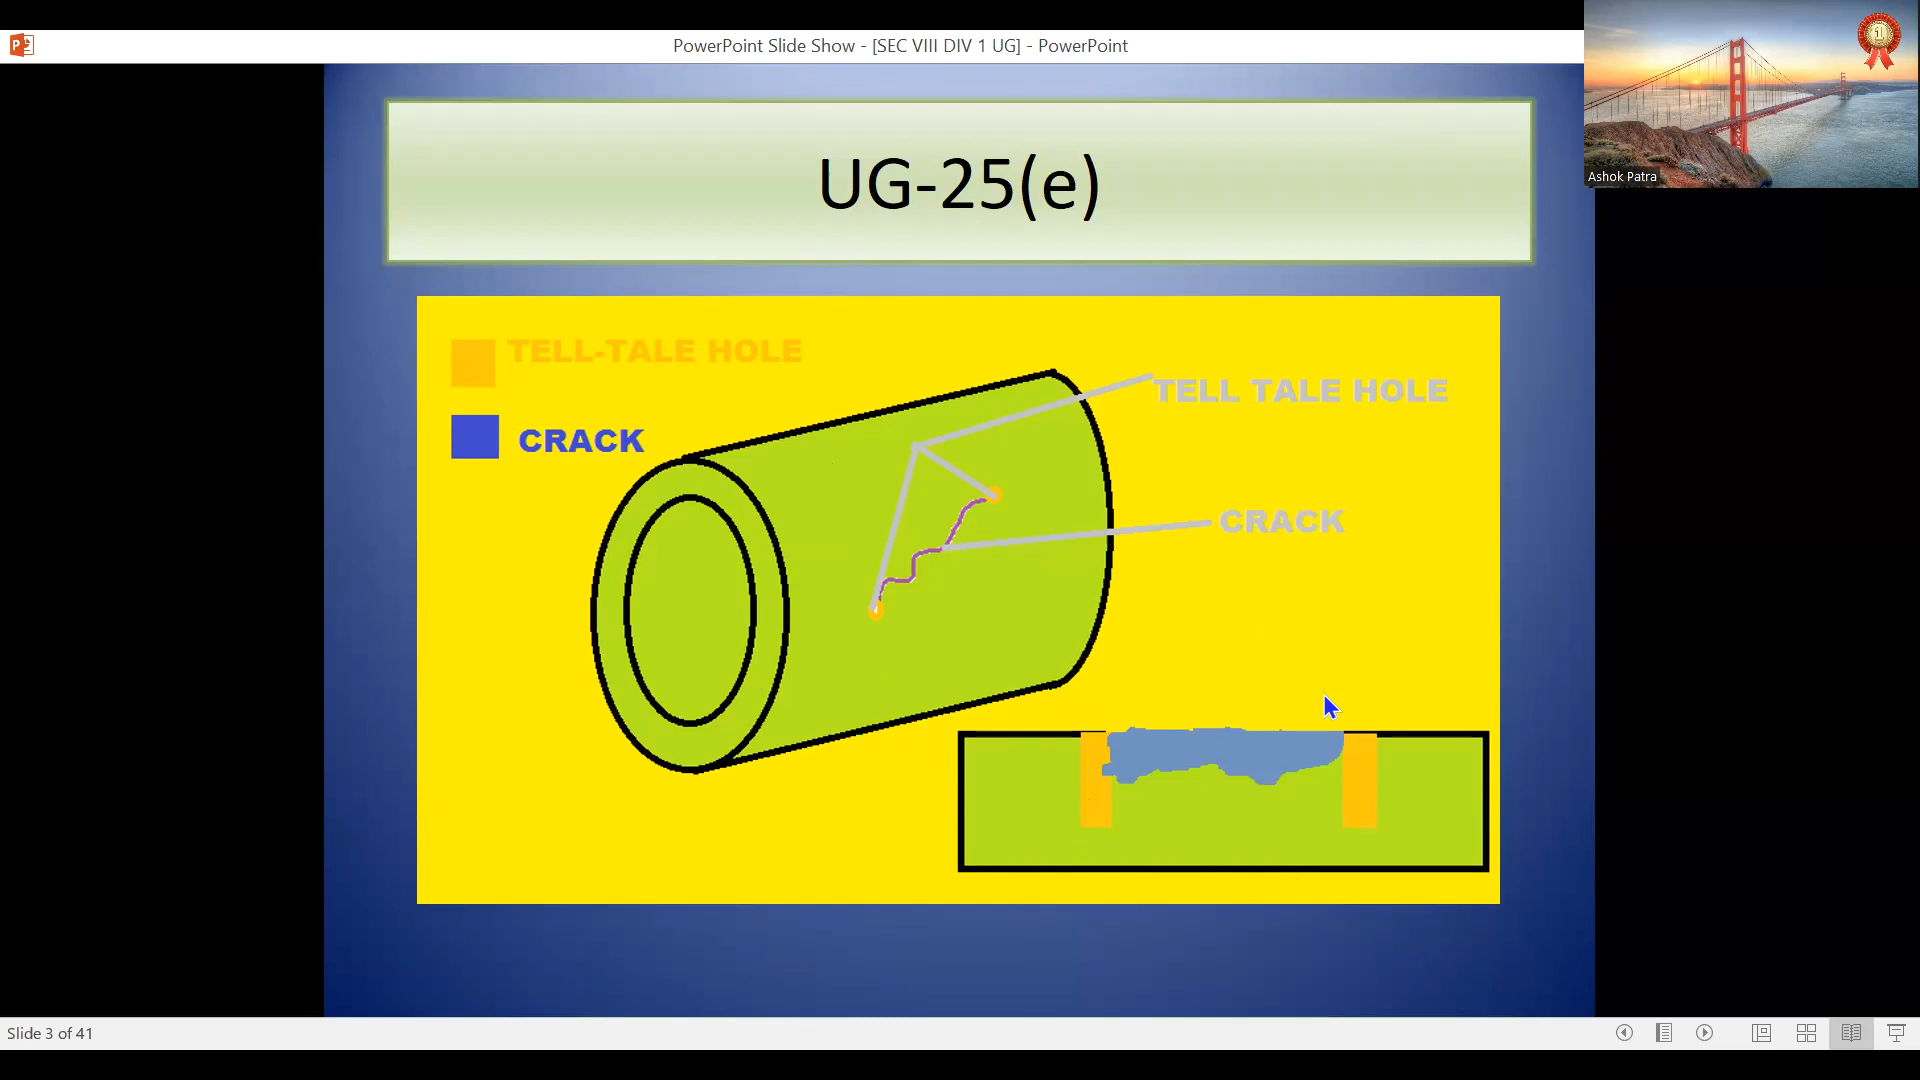 PowerPoint Slide Show - [SEC VIII DIV 1 UG] - PowerPoint
1
Ashok Patra
UG-25(e)
TELL-TALE HOLE
TELL TALE HOLE
CRACK
CRACK
Slide 3 of 41